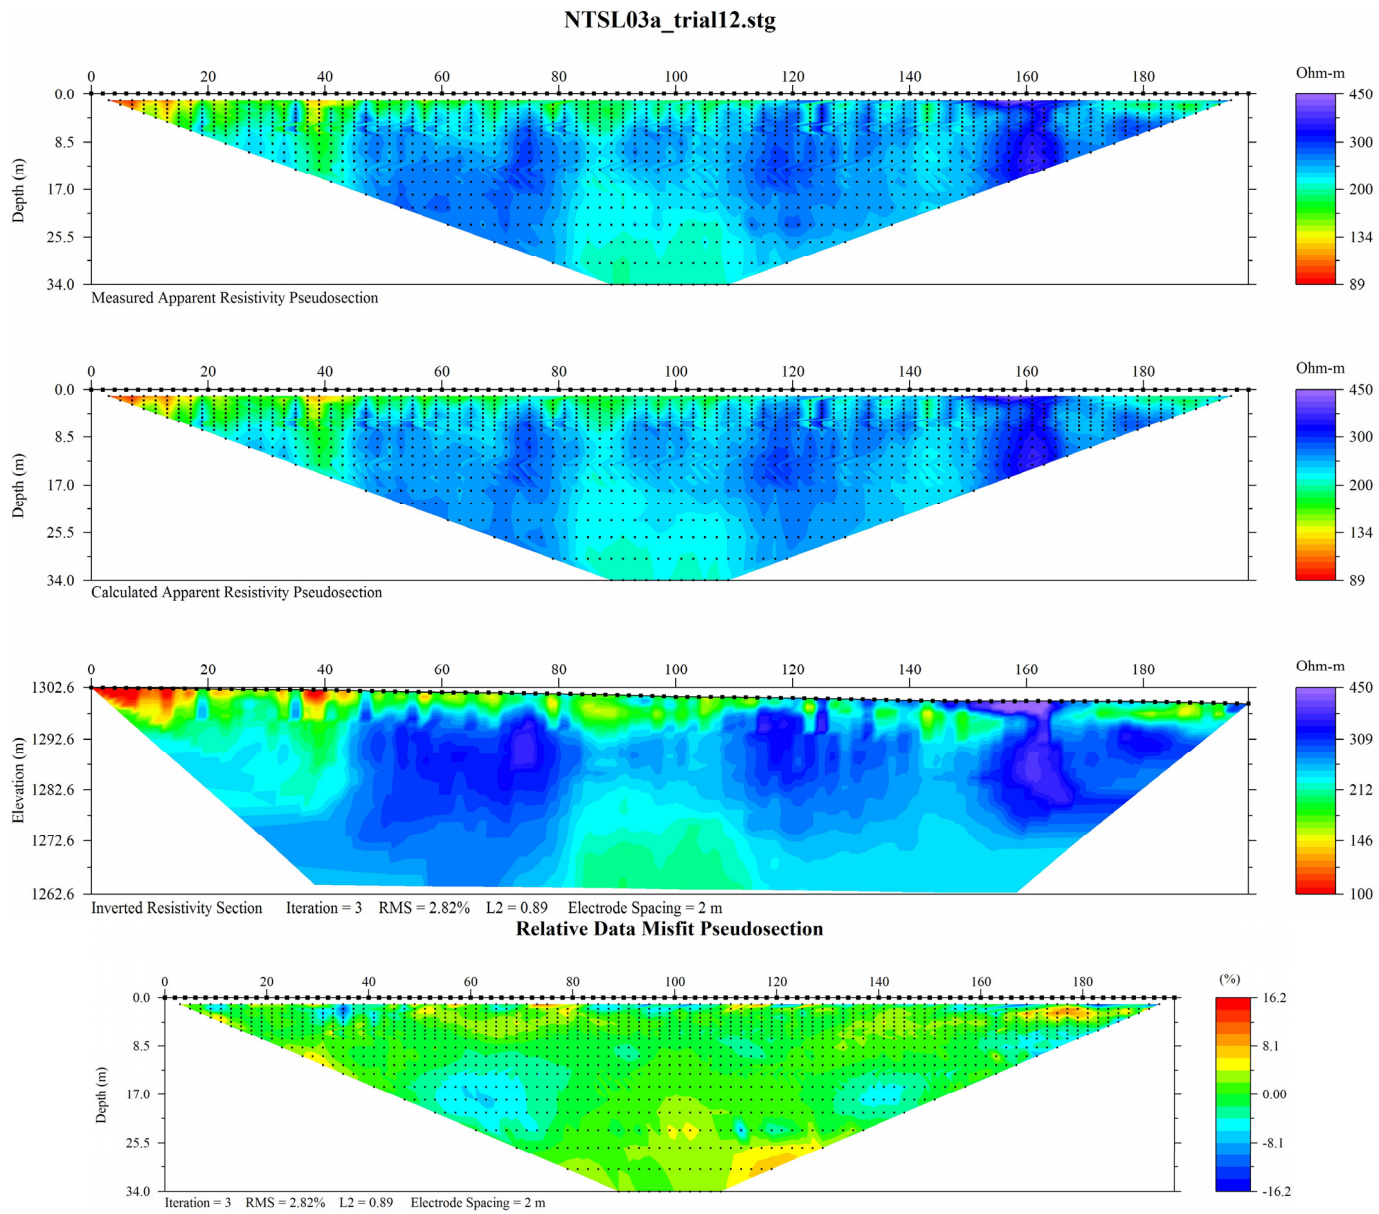 NTSL03a_trial12.stg
0 20 40 60 80 100 120 140 160 180
Ohm-m
0.0
8.5
17.0
25.5
34.0
Depth (m)
450
300
200
134
89
Measured Apparent Resistivity Pseudosection
0 20 40 60 80 100 120 140 160 180
Ohm-m
0.0
8.5
17.0
25.5
34.0
Depth (m)
450
300
200
134
89
Calculated Apparent Resistivity Pseudosection
0 20 40 60 80 100 120 140 160 180
Ohm-m
1302.6
1292.6
1282.6
1272.6
1262.6
Elevation (m)
450
309
212
146
100
Inverted Resistivity Section Iteration = 3 RMS = 2.82% L2 = 0.89 Electrode Spacing = 2 m
Relative Data Misfit Pseudosection
0 20 40 60 80 100 120 140 160 180
(%)
0.0
8.5
17.0
25.5
34.0
Depth (m)
16.2
8.1
0.00
-8.1
-16.2
Iteration = 3 RMS = 2.82% L2 = 0.89 Electrode Spacing = 2 m